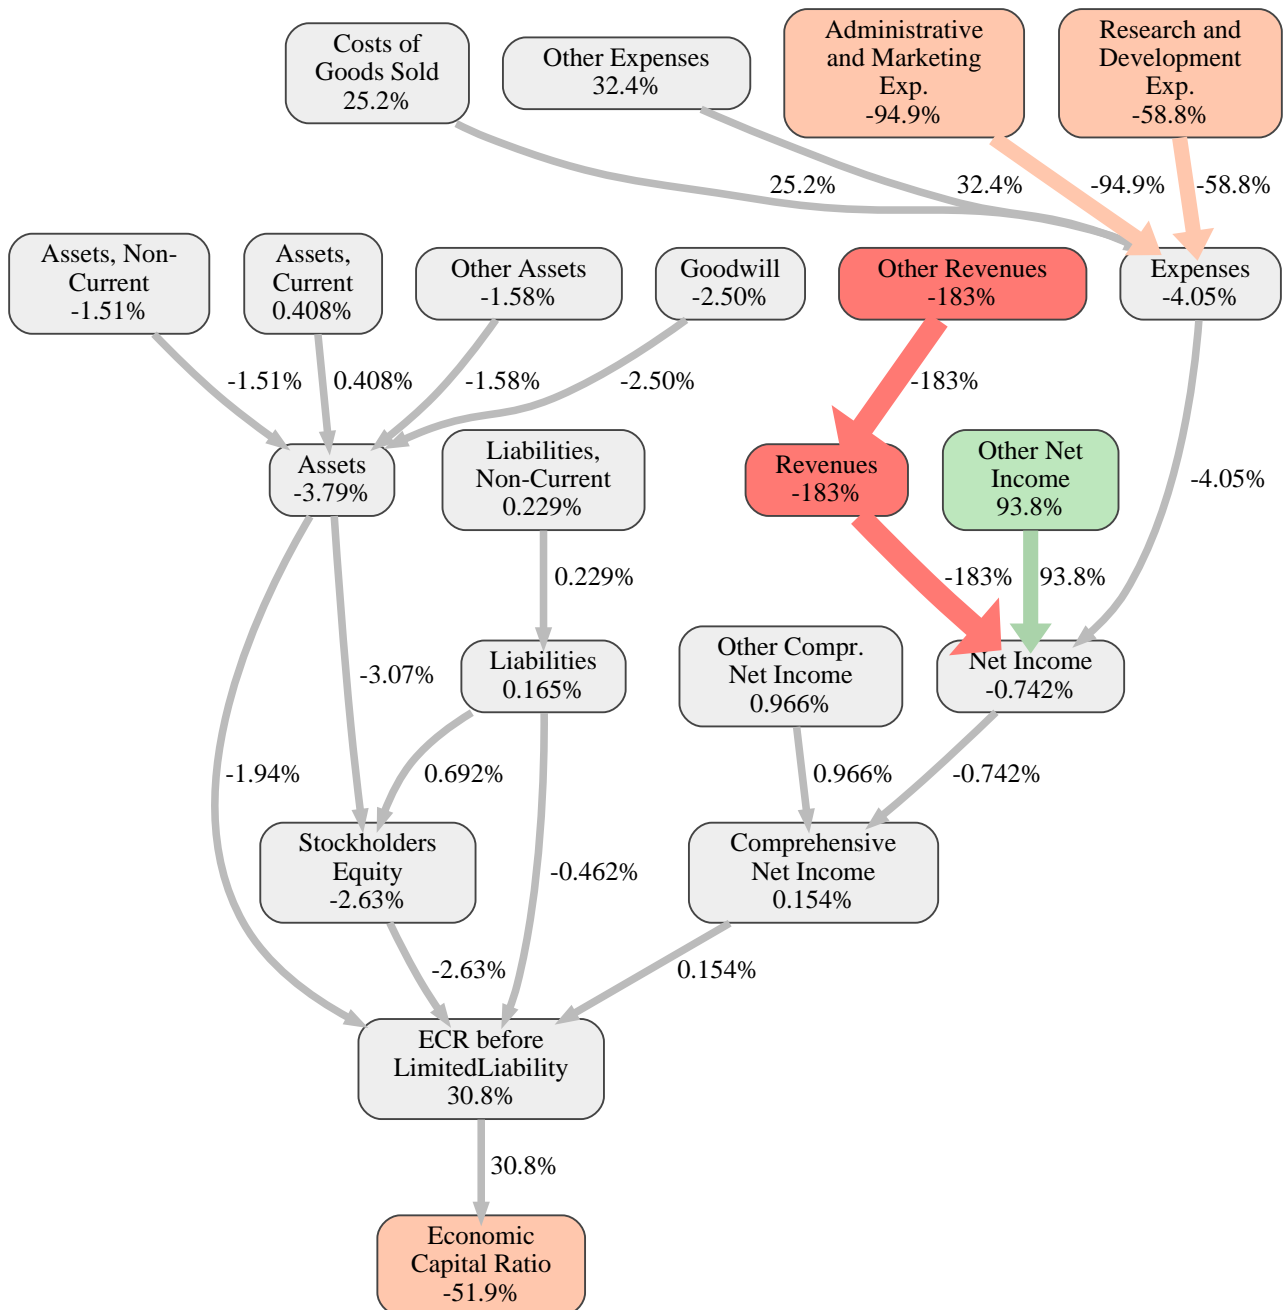 Costs of
Goods Sold
25.2%
Other Expenses
32.4%
Administrative
and Marketing
Exp.
-94.9%
Research and
Development
Exp.
-58.8%
25.2%
32.4%
-94.9%
-58.8%
Assets, Non-
Current
-1.51%
Assets,
Current
0.408%
Other Assets
-1.58%
Goodwill
-2.50%
Other Revenues
-183%
Expenses
-4.05%
-1.51%
0.408%
-1.58%
-2.50%
-183%
Assets
-3.79%
Liabilities,
Non-Current
0.229%
Revenues
-183%
Other Net
Income
93.8%
-4.05%
0.229%
-183%
93.8%
-3.07%
Liabilities
0.165%
Other Compr.
Net Income
0.966%
Net Income
-0.742%
-1.94%
0.692%
0.966%
-0.742%
Stockholders
Equity
-2.63%
-0.462%
Comprehensive
Net Income
0.154%
-2.63%
0.154%
ECR before
LimitedLiability
30.8%
30.8%
Economic
Capital Ratio
-51.9%